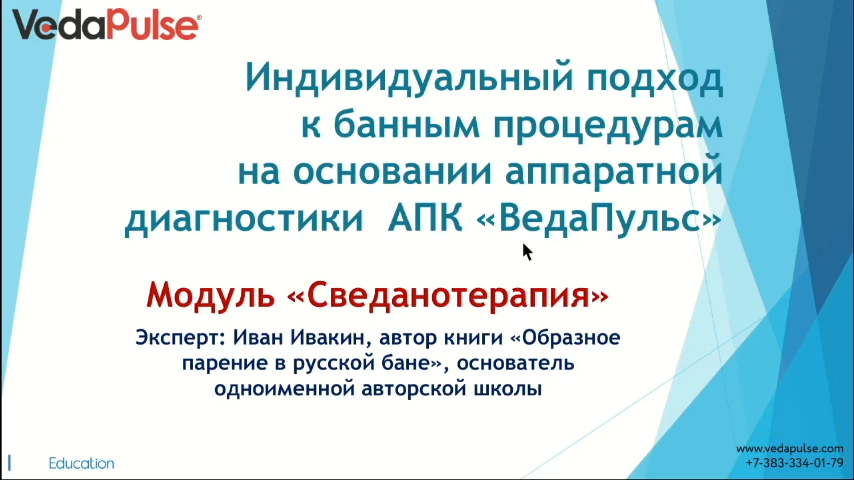 VedaPulse®
Индивидуальный подход
к банным процедурам
на основании аппаратной
диагностики АПК «ВедаПульс»
Модуль «Сведанотерапия»
Эксперт: Иван Ивакин, автор книги «Образное
парение в русской бане», основатель
одноименной авторской школы
Education
www.vedapulse.com
+7-383-334-01-79